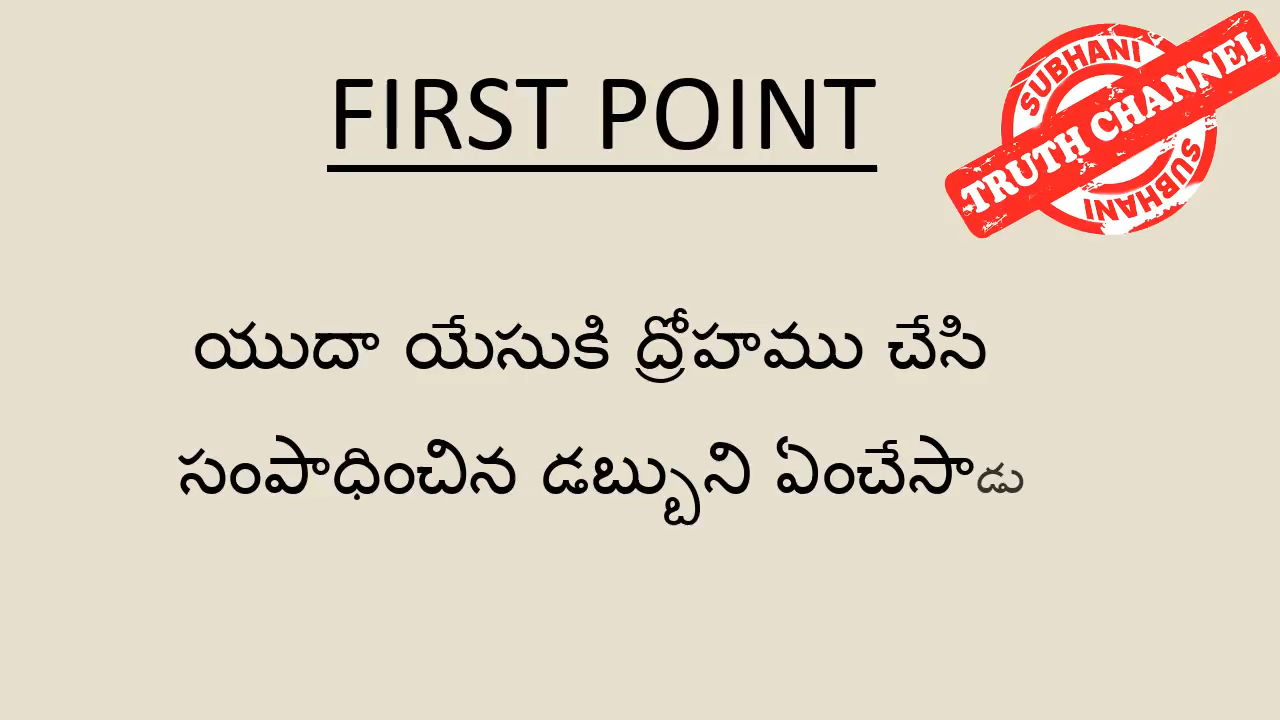 FIRST POINT
SUBHANI
TRUTH CHANNEL
SUBHANI
యుదా యేసుకి ద్రోహము చేసి
సంపాధించిన డబ్బుని ఏంచేసాడు